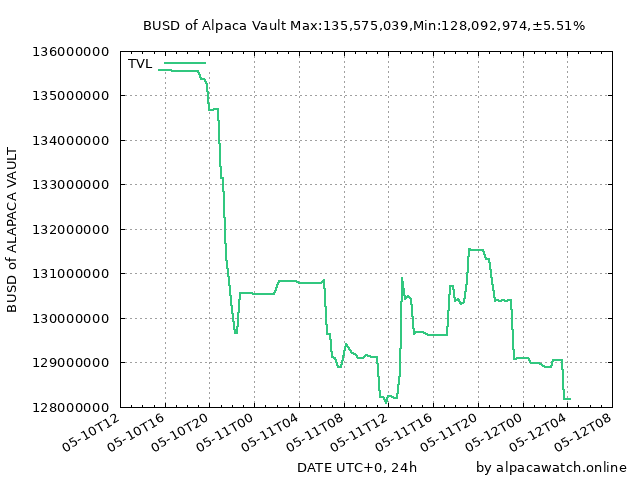 BUSD of Alpaca Vault Max:135,575,039,Min:128,092,974,±5.51%
TVL
BUSD of ALAPACA VAULT
136000000
135000000
134000000
133000000
132000000
131000000
130000000
129000000
128000000
05-10T12
05-10T16
05-10T20
05-11T00
05-11T04
05-11T08
05-11T12
05-11T16
05-11T20
05-12T00
05-12T04
05-12T08
DATE UTC+0, 24h
by alpacawatch.online